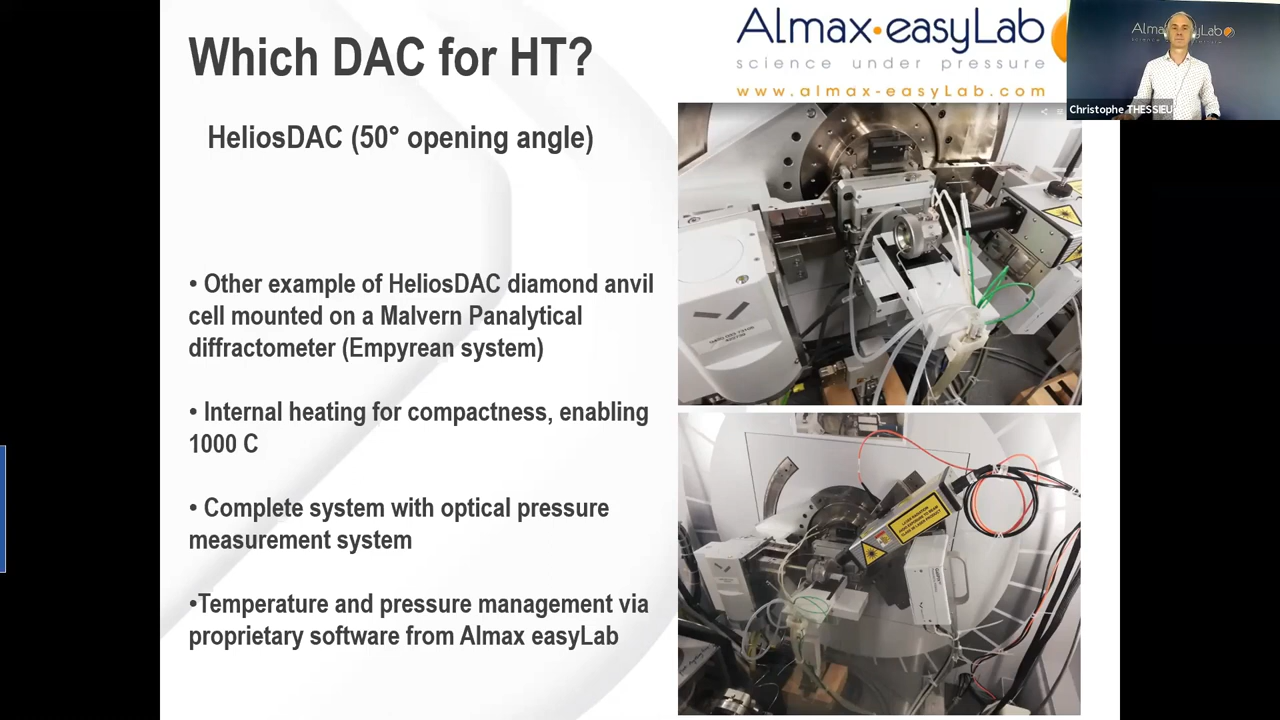 Which DAC for HT?
Almax•easyLab
science under pressure
www.almax-easyLab.com
Christophe THESSIEU
HeliosDAC (50° opening angle)
• Other example of HeliosDAC diamond anvil
cell mounted on a Malvern Panalytical
diffractometer (Empyrean system)
• Internal heating for compactness, enabling
1000 C
• Complete system with optical pressure
measurement system
•Temperature and pressure management via
proprietary software from Almax easyLab